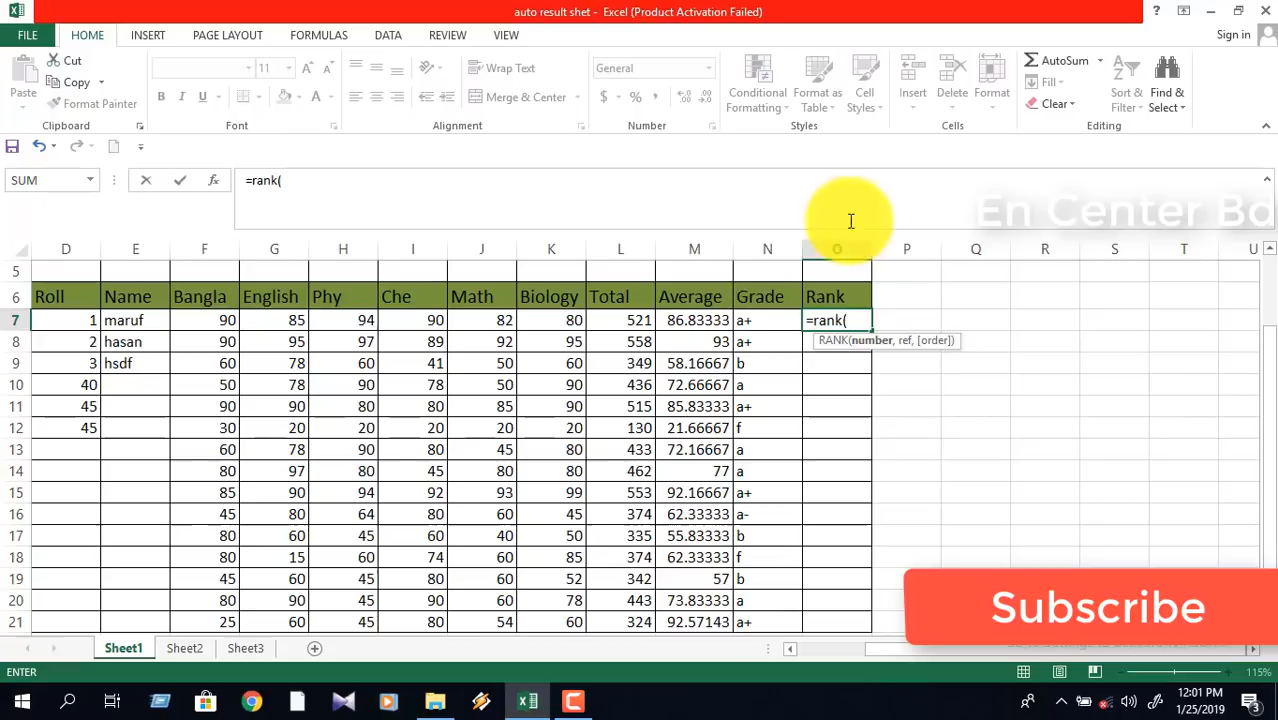 auto result shet - Excel (Product Activation Failed)
FILE HOME INSERT PAGE LAYOUT FORMULAS DATA REVIEW VIEW Sign in
Cut
Copy
Format Painter
Paste
Clipboard
11 A A
B I U A
Font
Wrap Text
Merge & Center
Alignment
General
$ % ,
Number
Conditional Formatting
Format as Table
Cell Styles
Styles
Insert Delete Format
Cells
AutoSum
Fill
Clear
Sort & Filter
Find & Select
Editing
SUM fx =rank(
En Center Bd
D E F G H I J K L M N O P Q R S T U
5
6 Roll Name Bangla English Phy Che Math Biology Total Average Grade Rank
7 1 maruf 90 85 94 90 82 80 521 86.83333 a+ =rank(
RANK(number, ref, [order])
8 2 hasan 90 95 97 89 92 95 558 93 a+
9 3 hsdf 60 78 60 41 50 60 349 58.16667 b
10 40 50 78 90 78 50 90 436 72.66667 a
11 45 90 90 80 80 85 90 515 85.83333 a+
12 45 30 20 20 20 20 20 130 21.66667 f
13 60 78 90 80 45 80 433 72.16667 a
14 80 97 80 45 80 80 462 77 a
15 85 90 94 92 93 99 553 92.16667 a+
16 45 80 64 80 60 45 374 62.33333 a-
17 80 60 45 60 40 50 335 55.83333 b
18 80 15 60 74 60 85 374 62.33333 f
19 45 60 45 80 60 52 342 57 b
20 80 90 45 90 60 78 443 73.83333 a
21 25 60 45 80 54 60 324 92.57143 a+
Subscribe
Sheet1 Sheet2 Sheet3
ENTER 115%
12:01 PM
1/25/2019
3